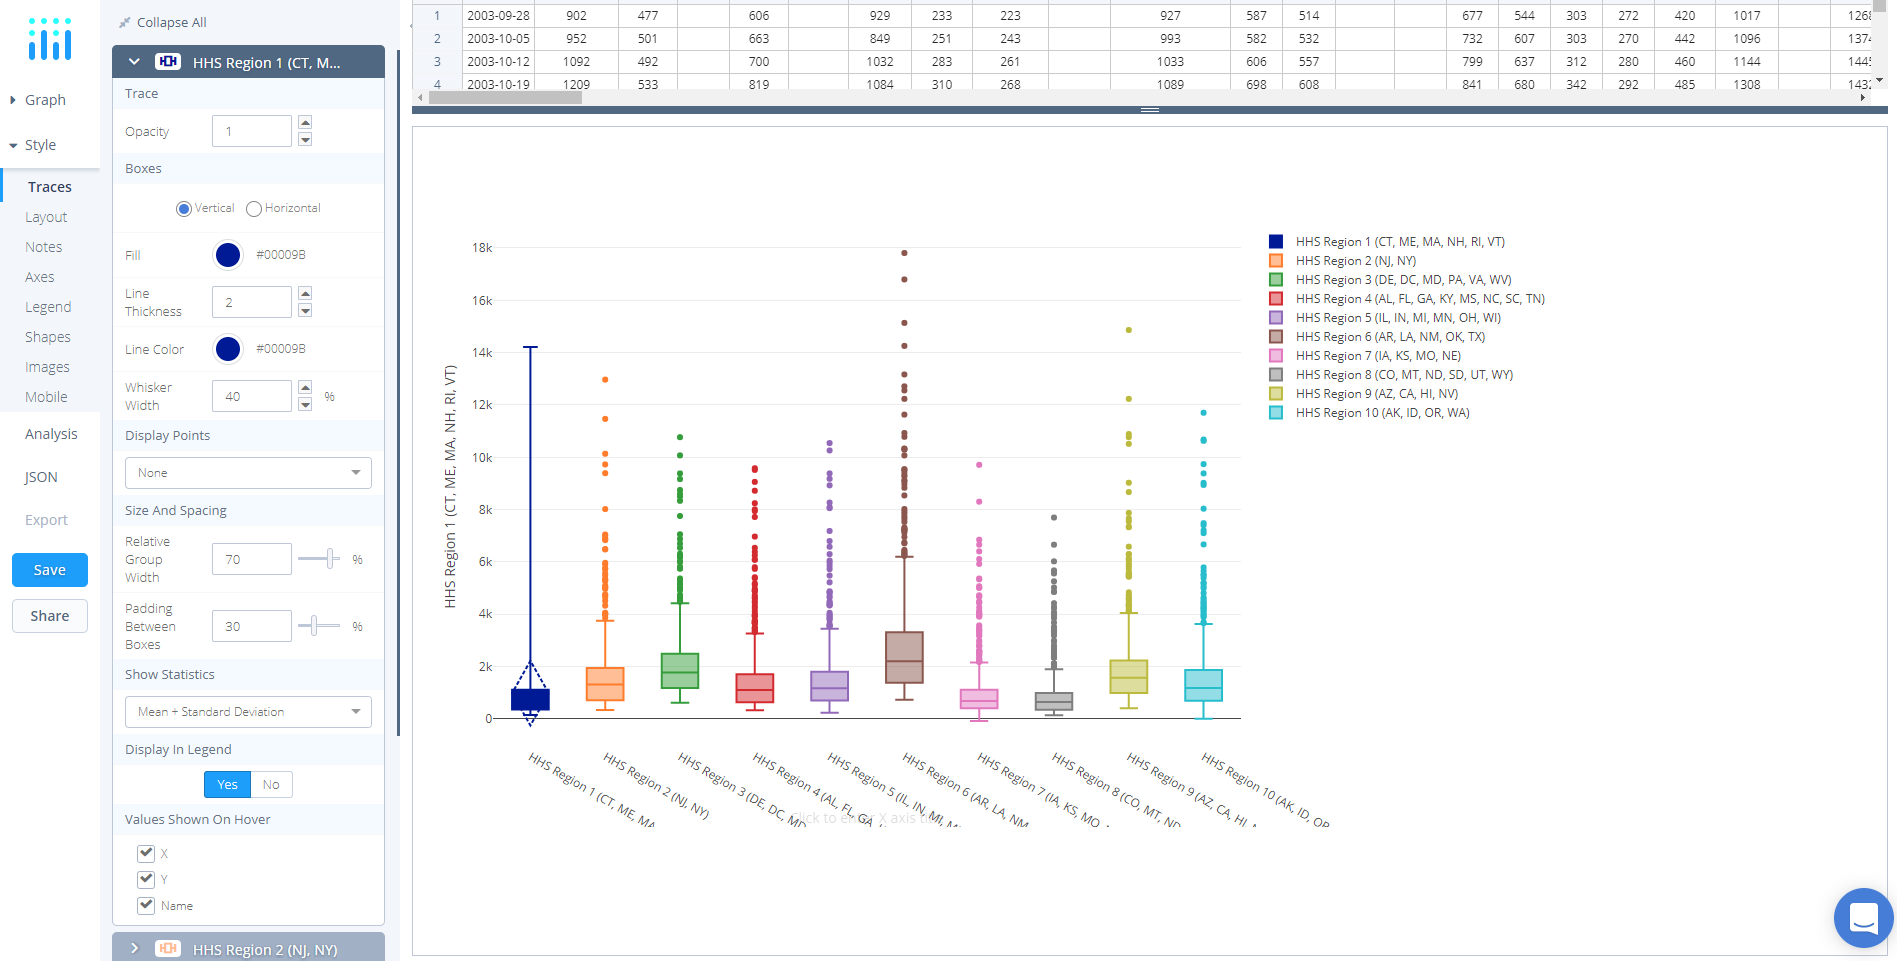 Collapse All
HHS Region 1 (CT, M...
Graph
Style
Traces
Layout
Notes
Axes
Legend
Shapes
Images
Mobile
Analysis
JSON
Export
Save
Share
Trace
Opacity 1
Boxes
Vertical Horizontal
Fill #00009B
Line Thickness 2
Line Color #00009B
Whisker Width 40 %
Display Points
None
Size And Spacing
Relative Group Width 70 %
Padding Between Boxes 30 %
Show Statistics
Mean + Standard Deviation
Display In Legend
Yes No
Values Shown On Hover
X
Y
Name
HHS Region 2 (NJ, NY)
1 2003-09-28 902 477 606 929 233 223 927 587 514 677 544 303 272 420 1017 1268
2 2003-10-05 952 501 663 849 251 243 993 582 532 732 607 303 270 442 1096 1374
3 2003-10-12 1092 492 700 1032 283 261 1033 606 557 799 637 312 280 460 1144 1445
4 2003-10-19 1209 533 819 1084 310 268 1089 698 608 841 680 342 292 485 1308 1432
18k
16k
14k
12k
10k
8k
6k
4k
2k
0
HHS Region 1 (CT, ME, MA, NH, RI, VT)
HHS Region 1 (CT, ME, MA
HHS Region 2 (NJ, NY)
HHS Region 3 (DE, DC, MD
HHS Region 4 (AL, FL, GA,
HHS Region 5 (IL, IN, MI, M
HHS Region 6 (AR, LA, NM
HHS Region 7 (IA, KS, MO
HHS Region 8 (CO, MT, ND
HHS Region 9 (AZ, CA, HI,
HHS Region 10 (AK, ID, OR
Click to enter X axis
HHS Region 1 (CT, ME, MA, NH, RI, VT)
HHS Region 2 (NJ, NY)
HHS Region 3 (DE, DC, MD, PA, VA, WV)
HHS Region 4 (AL, FL, GA, KY, MS, NC, SC, TN)
HHS Region 5 (IL, IN, MI, MN, OH, WI)
HHS Region 6 (AR, LA, NM, OK, TX)
HHS Region 7 (IA, KS, MO, NE)
HHS Region 8 (CO, MT, ND, SD, UT, WY)
HHS Region 9 (AZ, CA, HI, NV)
HHS Region 10 (AK, ID, OR, WA)